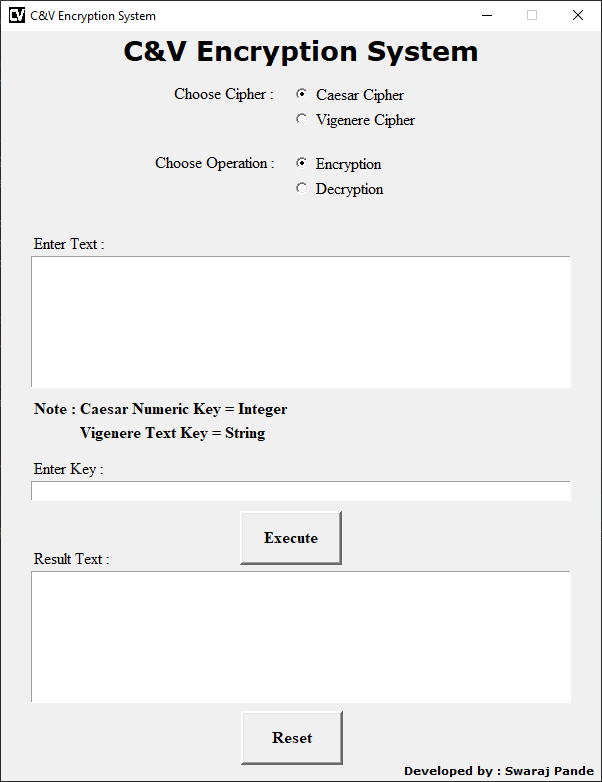 CV C&V Encryption System
C&V Encryption System
Choose Cipher : Caesar Cipher
Vigenere Cipher
Choose Operation : Encryption
Decryption
Enter Text :
Note : Caesar Numeric Key = Integer
Vigenere Text Key = String
Enter Key :
Execute
Result Text :
Reset
Developed by : Swaraj Pande